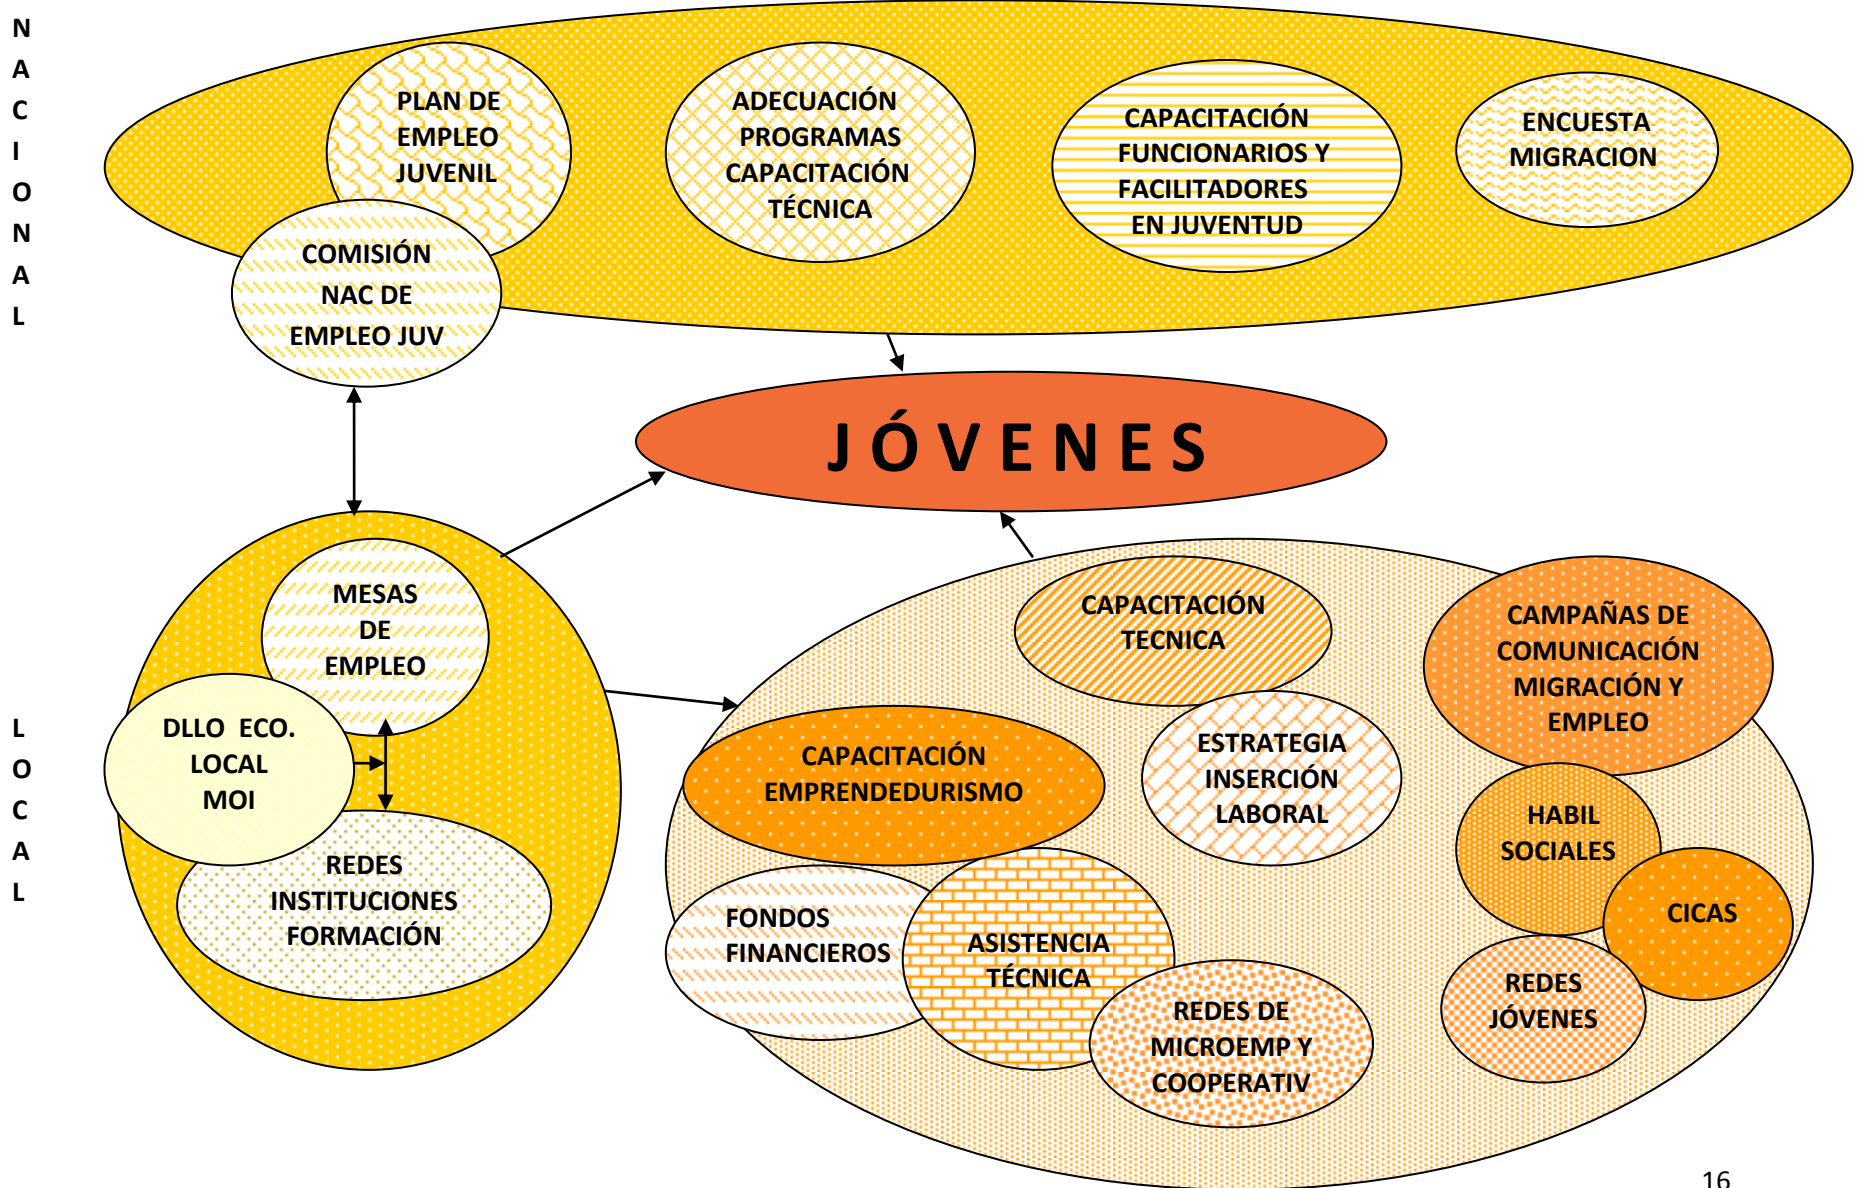 N
A
C
I
O
N
A
L
PLAN DE
EMPLEO
JUVENIL
ADECUACIÓN
PROGRAMAS
CAPACITACIÓN
TÉCNICA
CAPACITACIÓN
FUNCIONARIOS Y
FACILITADORES
EN JUVENTUD
ENCUESTA
MIGRACION
COMISIÓN
NAC DE
EMPLEO JUV
JÓVENES
L
O
C
A
L
MESAS
DE
EMPLEO
DLLO ECO.
LOCAL
MOI
REDES
INSTITUCIONES
FORMACIÓN
CAPACITACIÓN
TECNICA
CAMPAÑAS DE
COMUNICACIÓN
MIGRACIÓN Y
EMPLEO
CAPACITACIÓN
EMPRENDEDURISMO
ESTRATEGIA
INSERCIÓN
LABORAL
HABIL
SOCIALES
CICAS
FONDOS
FINANCIEROS
ASISTENCIA
TÉCNICA
REDES DE
MICROEMP Y
COOPERATIV
REDES
JÓVENES
16